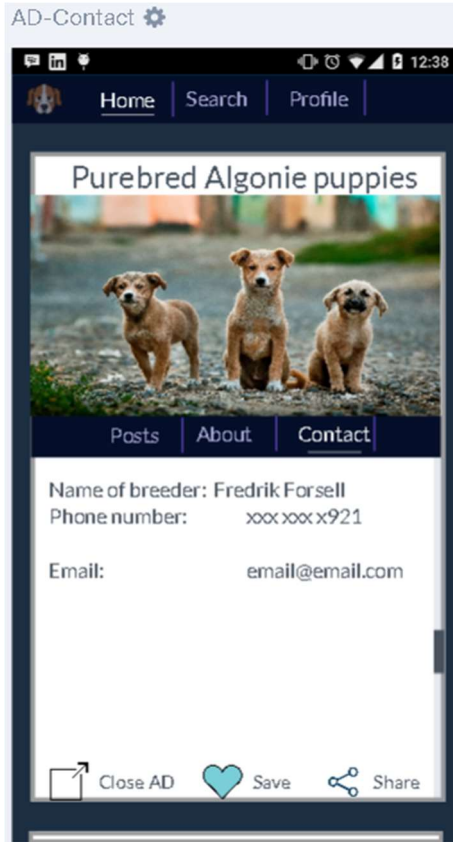 AD-Contact
12:38
Home Search Profile
Purebred Algonie puppies
Posts About Contact
Name of breeder: Fredrik Forsell
Phone number: xxx xxx x921
Email: email@email.com
Close AD Save Share